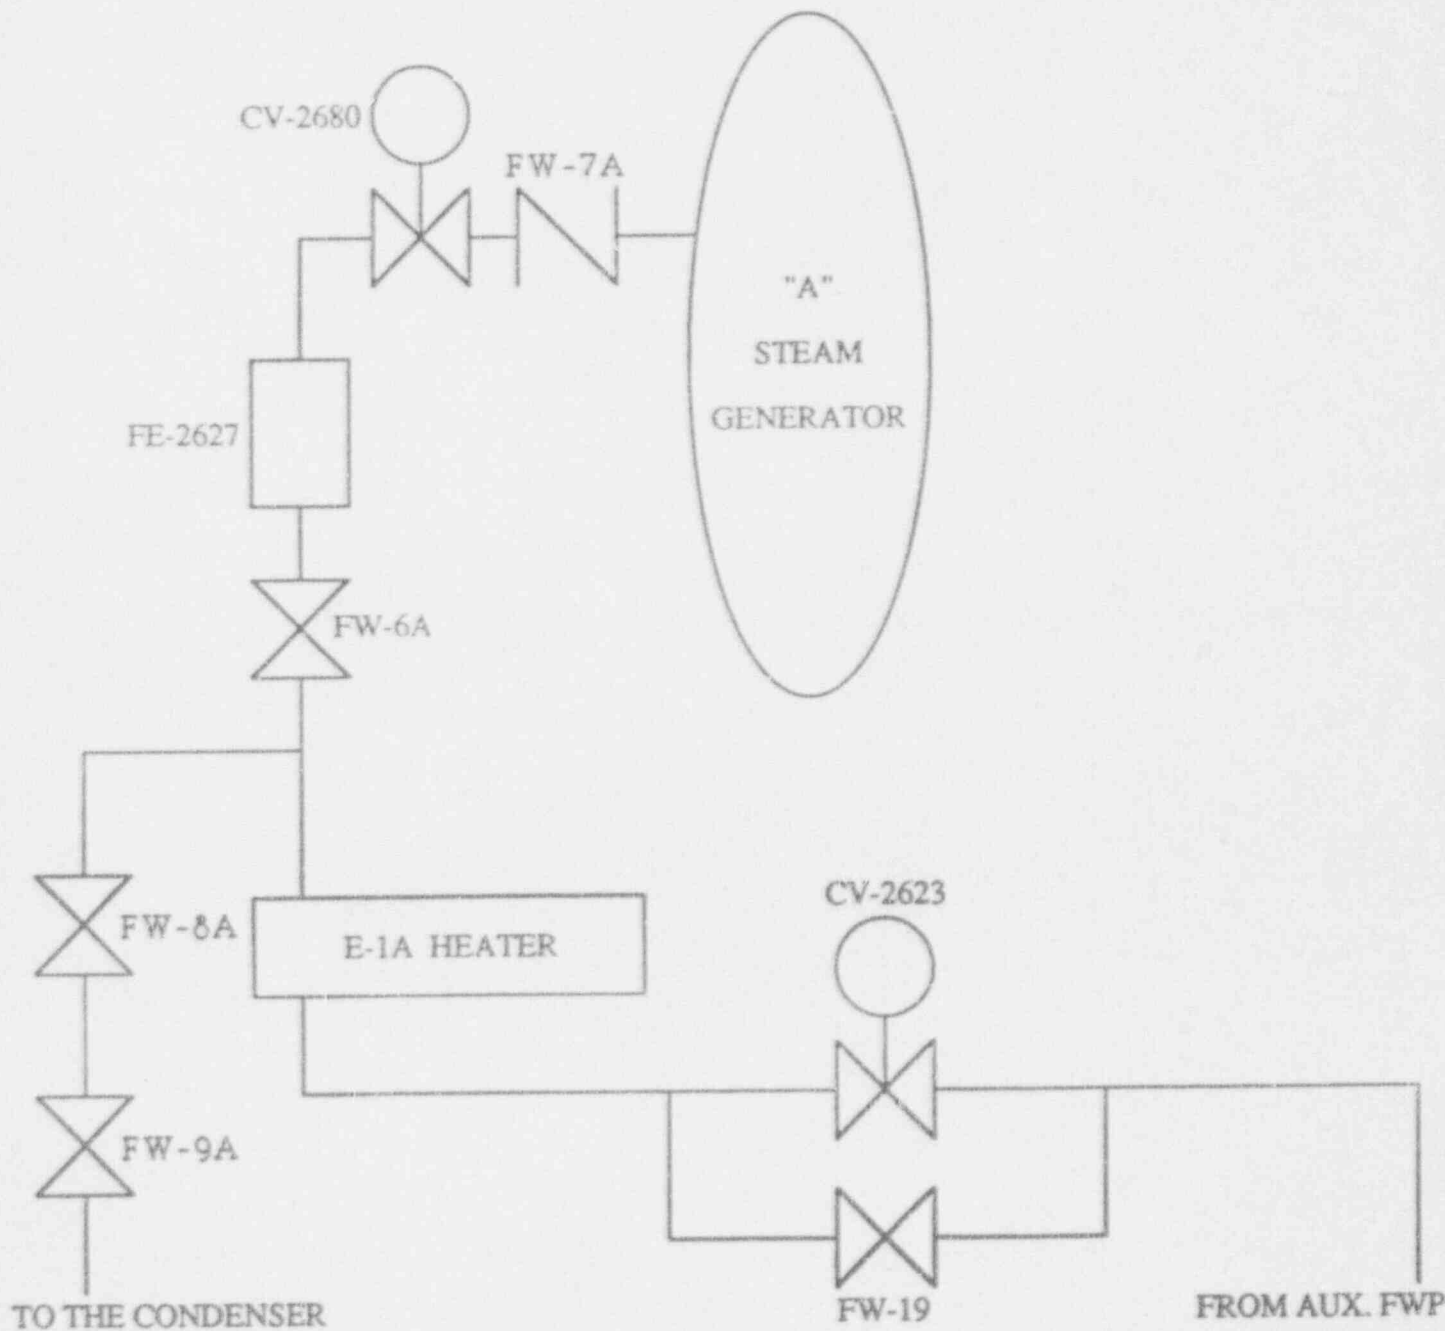 CV-2680
FW-7A
"A"
STEAM
GENERATOR
FE-2627
FW-6A
CV-2623
FW-8A
E-1A HEATER
FW-9A
TO THE CONDENSER
FW-19
FROM AUX. FWP